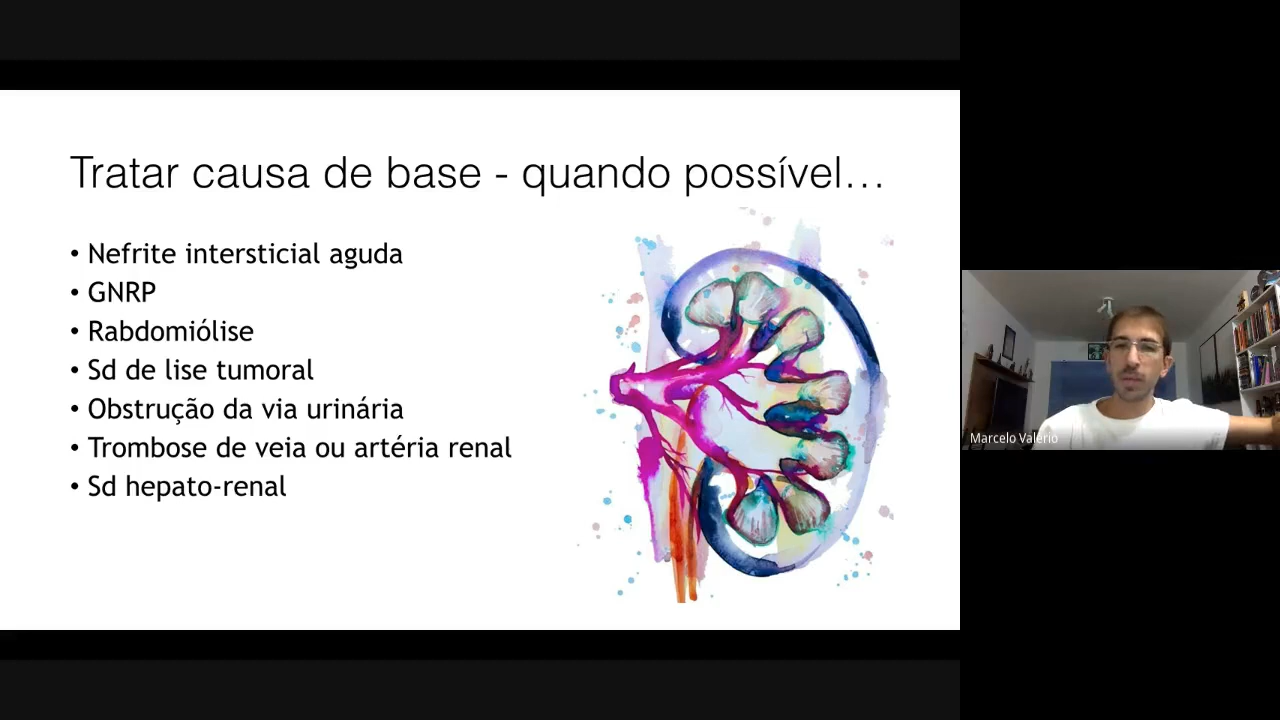 Tratar causa de base - quando possível...
• Nefrite intersticial aguda
• GNRP
• Rabdomiólise
• Sd de lise tumoral
• Obstrução da via urinária
• Trombose de veia ou artéria renal
• Sd hepato-renal
Marcelo Valerio